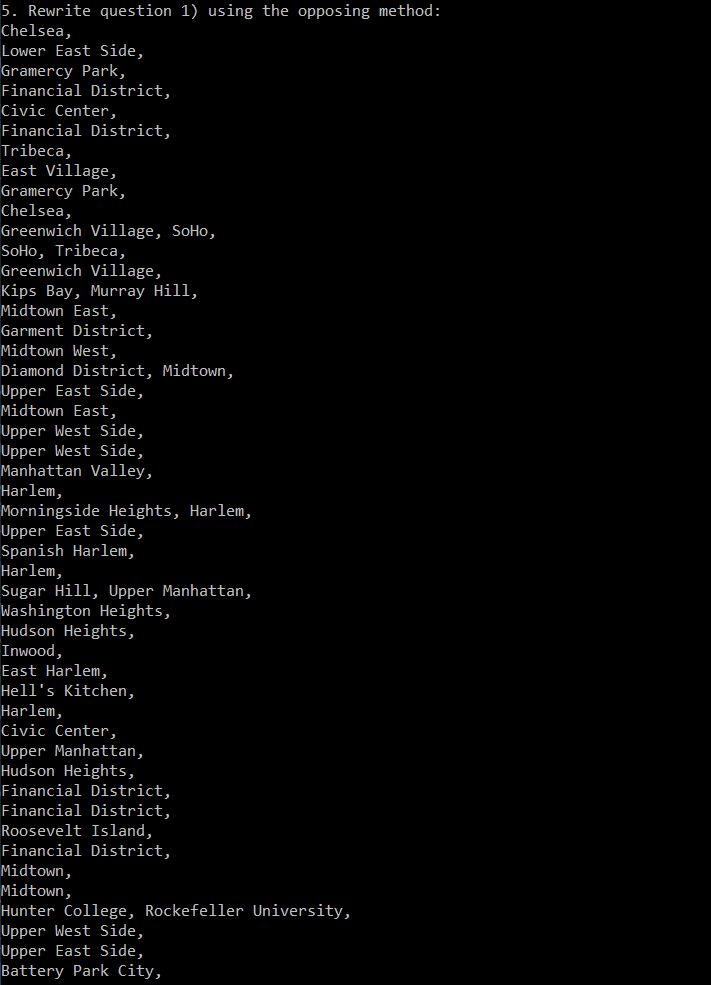 5. Rewrite question 1) using the opposing method:
Chelsea,
Lower East Side,
Gramercy Park,
Financial District,
Civic Center,
Financial District,
Tribeca,
East Village,
Gramercy Park,
Chelsea,
Greenwich Village, SoHo,
SoHo, Tribeca,
Greenwich Village,
Kips Bay, Murray Hill,
Midtown East,
Garment District,
Midtown West,
Diamond District, Midtown,
Upper East Side,
Midtown East,
Upper West Side,
Upper West Side,
Manhattan Valley,
Harlem,
Morningside Heights, Harlem,
Upper East Side,
Spanish Harlem,
Harlem,
Sugar Hill, Upper Manhattan,
Washington Heights,
Hudson Heights,
Inwood,
East Harlem,
Hell's Kitchen,
Harlem,
Civic Center,
Upper Manhattan,
Hudson Heights,
Financial District,
Financial District,
Roosevelt Island,
Financial District,
Midtown,
Midtown,
Hunter College, Rockefeller University,
Upper West Side,
Upper East Side,
Battery Park City,